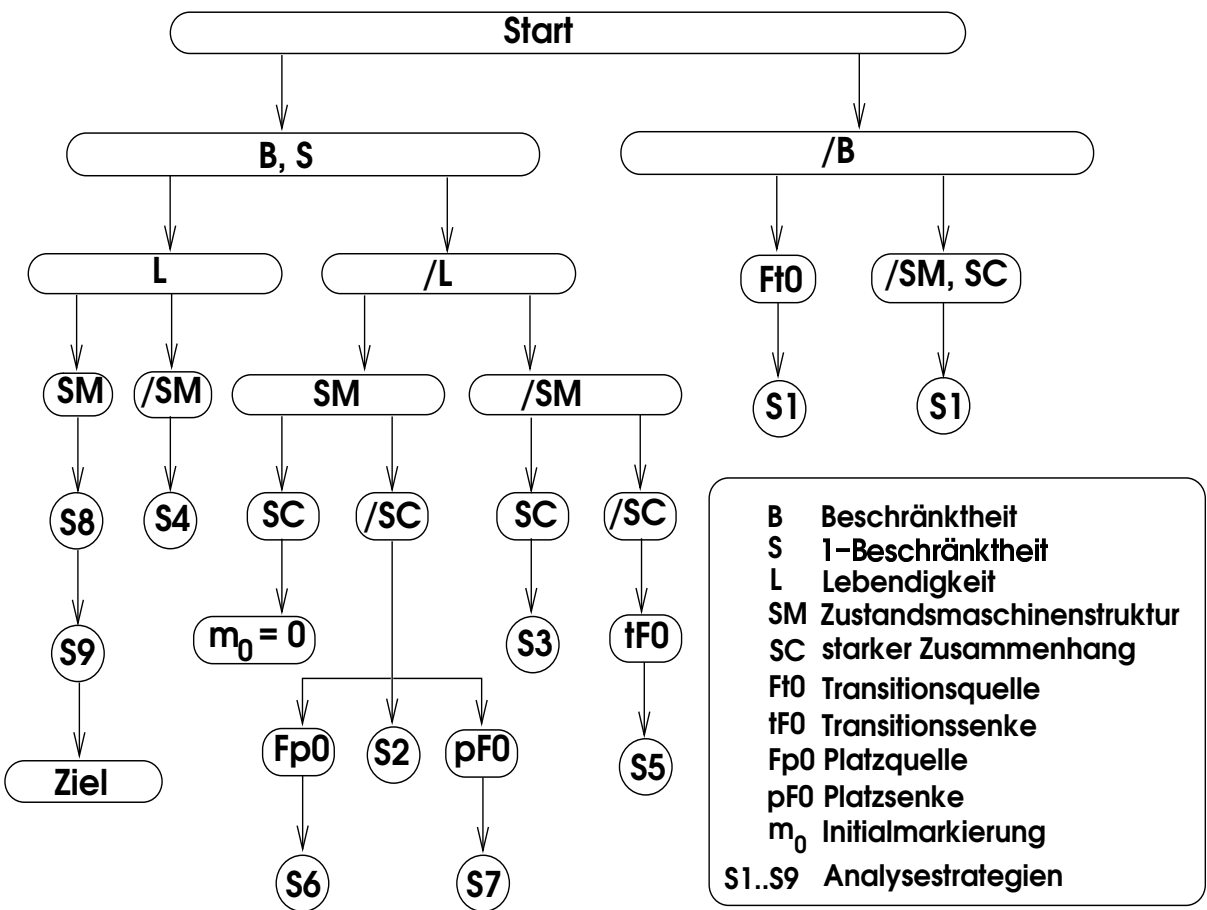 Start
B, S
/B
L
/L
Ft0
/SM, SC
SM
/SM
SM
/SM
S1
S1
S8
S4
SC
/SC
SC
/SC
S9
m0 = 0
S3
tF0
Ziel
Fp0
S2
pF0
S5
S6
S7
B Beschränktheit
S 1-Beschränktheit
L Lebendigkeit
SM Zustandsmaschinenstruktur
SC starker Zusammenhang
Ft0 Transitionsquelle
tF0 Transitionssenke
Fp0 Platzquelle
pF0 Platzsenke
m0 Initialmarkierung
S1..S9 Analysestrategien